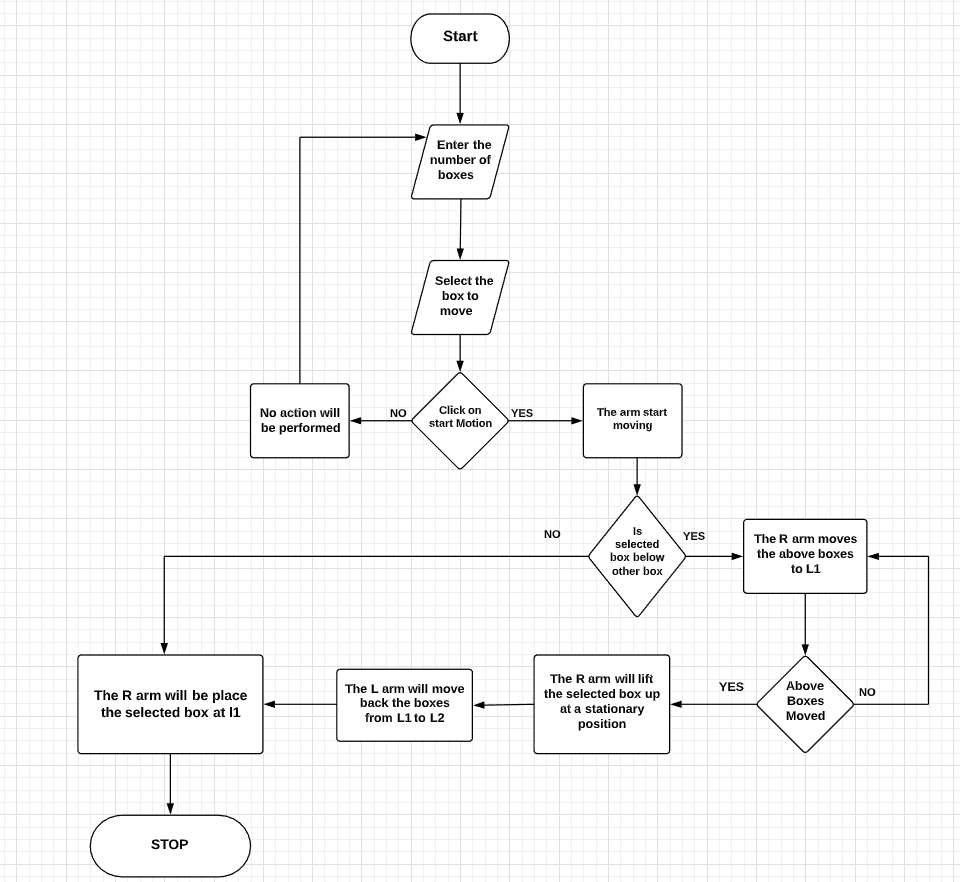 Start
Enter the
number of
boxes
Select the
box to
move
Click on
start Motion
NO
YES
No action will
be performed
The arm start
moving
Is
selected
box below
other box
NO
YES
The R arm moves
the above boxes
to L1
Above
Boxes
Moved
YES
NO
The R arm will lift
the selected box up
at a stationary
position
The L arm will move
back the boxes
from L1 to L2
The R arm will be place
the selected box at l1
STOP